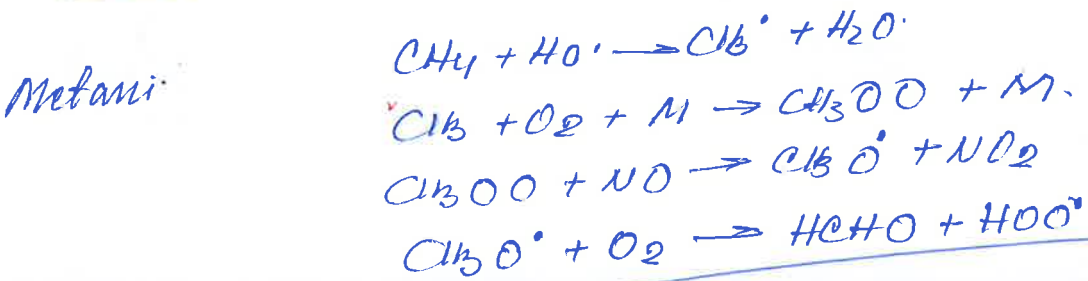 CH4 + HO• → CH3• + H2O.
Metani.
CH3 + O2 + M → CH3OO + M.
CH3OO + NO → CH3O• + NO2
CH3O• + O2 → HCHO + HOO•